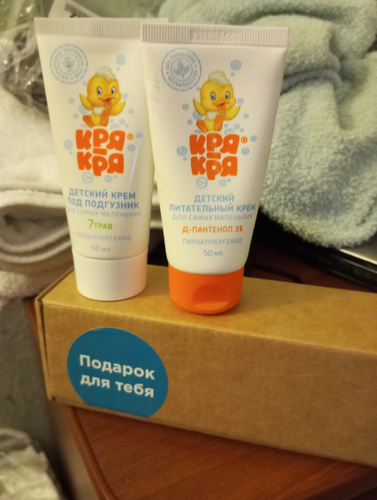 КРЯ®
КРЯ
ДЕТСКИЙ КРЕМ
ПОД ПОДГУЗНИК
ДЛЯ САМЫХ МАЛЕНЬКИХ
7 ТРАВ
ГИПОАЛЛЕРГЕННО
50 мл
КРЯ®
КРЯ
ДЕТСКИЙ
ПИТАТЕЛЬНЫЙ КРЕМ
ДЛЯ САМЫХ МАЛЕНЬКИХ
Д-ПАНТЕНОЛ 3%
ГИПОАЛЛЕРГЕННО
50 мл
Подарок
для тебя